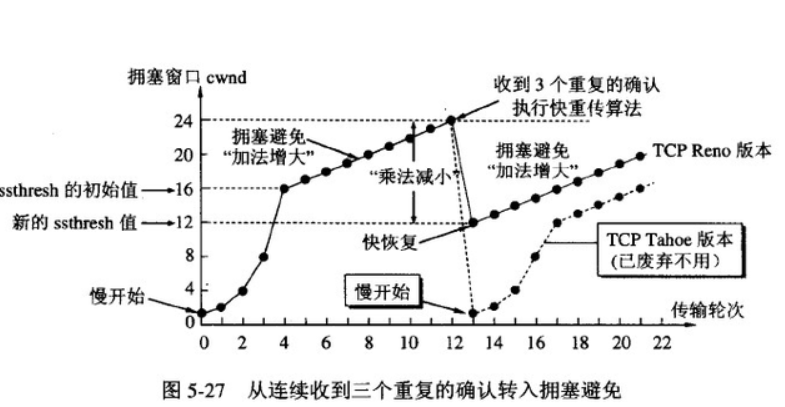 拥塞窗口 cwnd
收到 3 个重复的确认
执行快重传算法
24
拥塞避免
“加法增大”
拥塞避免
“加法增大”
TCP Reno 版本
20
“乘法减小”
ssthresh 的初始值
16
新的 ssthresh 值
12
快恢复
TCP Tahoe 版本
(已废弃不用)
8
慢开始
4
慢开始
传输轮次
0
0 2 4 6 8 10 12 14 16 18 20 22
图 5-27 从连续收到三个重复的确认转入拥塞避免